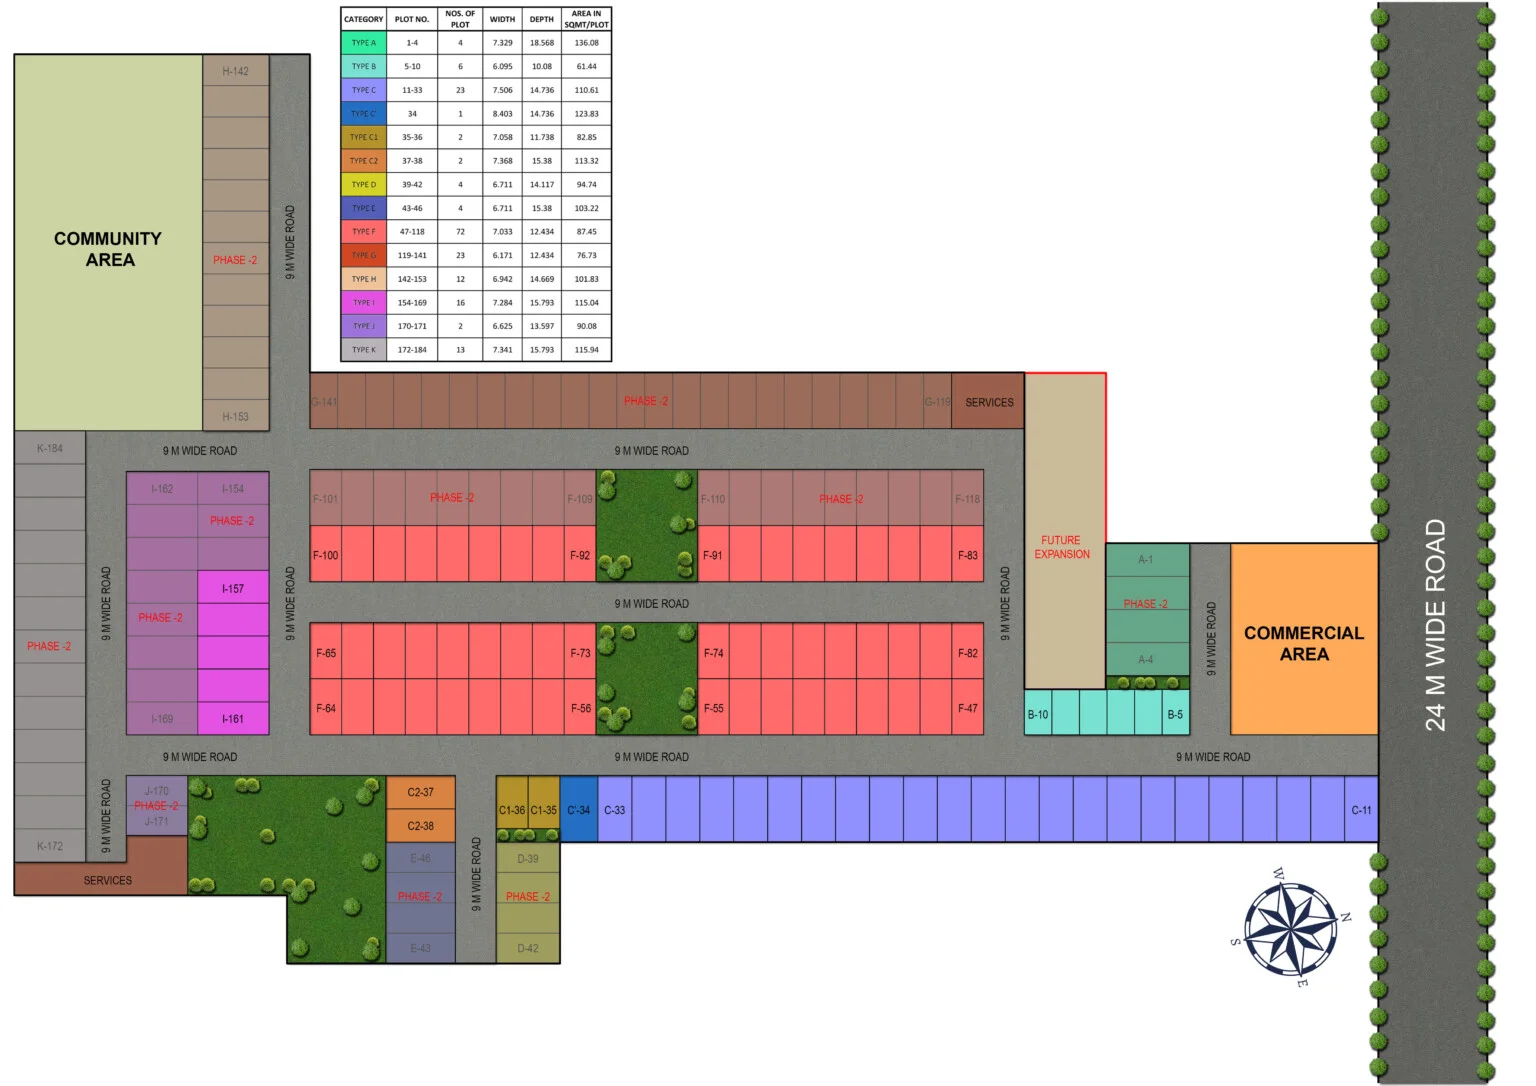 CATEGORY PLOT NO. NOS. OF PLOT WIDTH DEPTH AREA IN SQMT/PLOT
TYPE A 1-4 4 7.329 18.568 136.08
TYPE B 5-10 6 6.095 10.08 61.44
TYPE C 11-33 23 7.506 14.736 110.61
TYPE C' 34 1 8.403 14.736 123.83
TYPE C1 35-36 2 7.058 11.738 82.85
TYPE C2 37-38 2 7.368 15.38 113.32
TYPE D 39-42 4 6.711 14.117 94.74
TYPE E 43-46 4 6.711 15.38 103.22
TYPE F 47-118 72 7.033 12.434 87.45
TYPE G 119-141 23 6.171 12.434 76.73
TYPE H 142-153 12 6.942 14.669 101.83
TYPE I 154-169 16 7.284 15.793 115.04
TYPE J 170-171 2 6.625 13.597 90.08
TYPE K 172-184 13 7.341 15.793 115.94
H-142
COMMUNITY
AREA
PHASE -2
9 M WIDE ROAD
H-153
G-141
PHASE -2
G-119
SERVICES
K-184
9 M WIDE ROAD
9 M WIDE ROAD
I-162
I-154
F-101
PHASE -2
F-109
F-110
PHASE -2
F-118
PHASE -2
F-100
F-92
F-91
F-83
FUTURE
EXPANSION
A-1
24 M WIDE ROAD
I-157
9 M WIDE ROAD
9 M WIDE ROAD
9 M WIDE ROAD
9 M WIDE ROAD
PHASE -2
9 M WIDE ROAD
PHASE -2
COMMERCIAL
AREA
PHASE -2
F-65
F-73
F-74
F-82
A-4
I-169
I-161
F-64
F-56
F-55
F-47
B-10
B-5
9 M WIDE ROAD
9 M WIDE ROAD
9 M WIDE ROAD
9 M WIDE ROAD
J-170
PHASE -2
J-171
C2-37
C2-38
C1-36
C1-35
C'-34
C-33
C-11
K-172
E-46
D-39
9 M WIDE ROAD
SERVICES
PHASE -2
PHASE -2
E-43
D-42
W
N
S
E